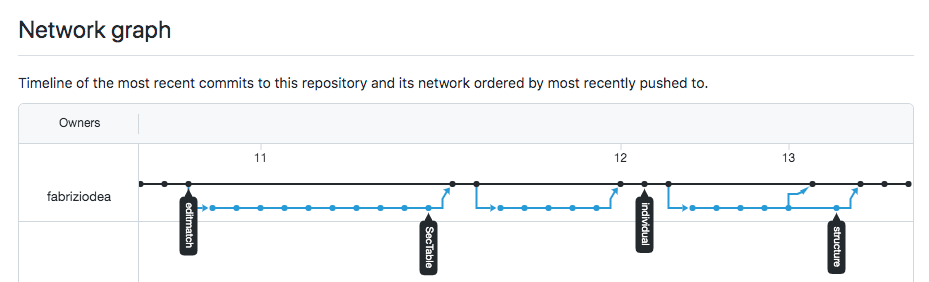 Network graph
Timeline of the most recent commits to this repository and its network ordered by most recently pushed to.
Owners
11 12 13
fabriziodea
editmatch
SecTable
individual
structure